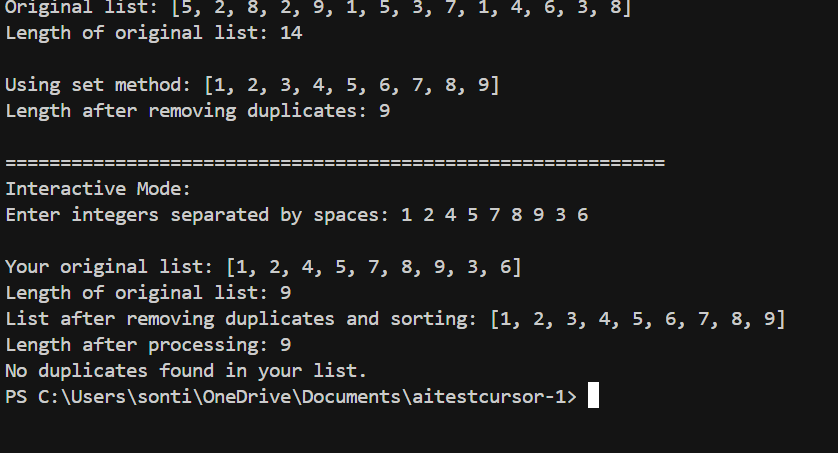 Original list: [5, 2, 8, 2, 9, 1, 5, 3, 7, 1, 4, 6, 3, 8]
Length of original list: 14
Using set method: [1, 2, 3, 4, 5, 6, 7, 8, 9]
Length after removing duplicates: 9
============================================================
Interactive Mode:
Enter integers separated by spaces: 1 2 4 5 7 8 9 3 6
Your original list: [1, 2, 4, 5, 7, 8, 9, 3, 6]
Length of original list: 9
List after removing duplicates and sorting: [1, 2, 3, 4, 5, 6, 7, 8, 9]
Length after processing: 9
No duplicates found in your list.
PS C:\Users\sonti\OneDrive\Documents\aitestcursor-1>